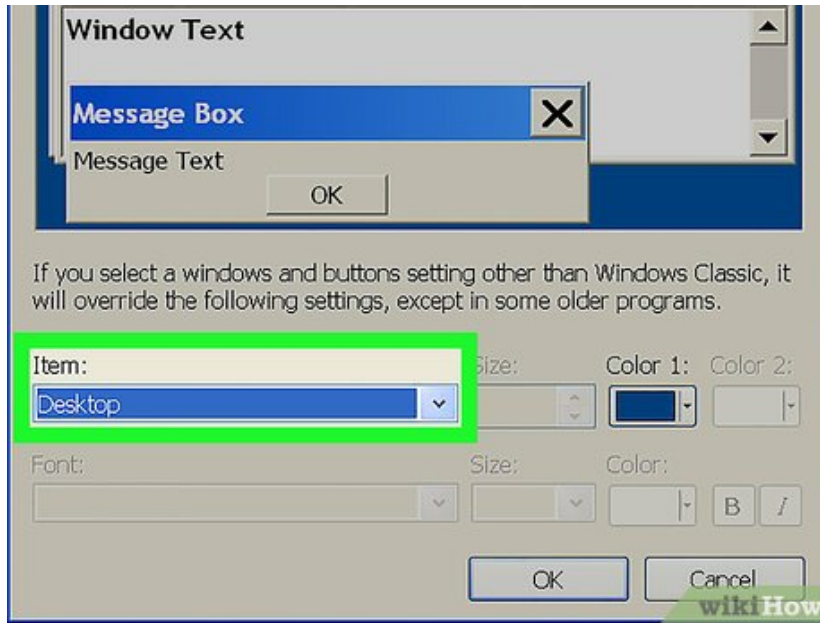 Window Text
Message Box
Message Text
OK
If you select a windows and buttons setting other than Windows Classic, it
will override the following settings, except in some older programs.
Item: Size: Color 1: Color 2:
Desktop
Font: Size: Color:
B I
OK Cancel
wikiHow